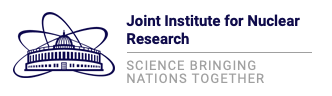 Joint Institute for Nuclear
Research
SCIENCE BRINGING
NATIONS TOGETHER